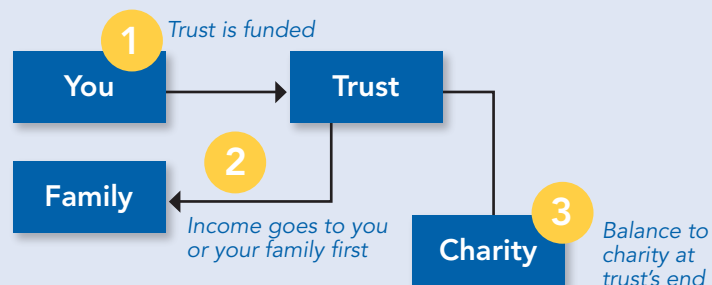 1
Trust is funded
You
Trust
2
Family
Income goes to you
or your family first
3
Charity
Balance to
charity at
trust's end